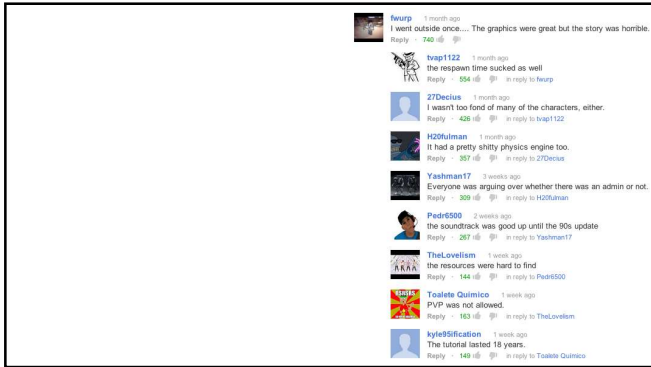 fwurp 1 month ago
I went outside once.... The graphics were great but the story was horrible.
Reply · 740
tvap1122 1 month ago
the respawn time sucked as well
Reply · 554 in reply to fwurp
27Decius 1 month ago
I wasn't too fond of many of the characters, either.
Reply · 426 in reply to tvap1122
H20fulman 1 month ago
It had a pretty shitty physics engine too.
Reply · 357 in reply to 27Decius
Yashman17 3 weeks ago
Everyone was arguing over whether there was an admin or not.
Reply · 309 in reply to H20fulman
Pedr6500 2 weeks ago
the soundtrack was good up until the 90s update
Reply · 267 in reply to Yashman17
TheLovelism 1 week ago
the resources were hard to find
Reply · 144 in reply to Pedr6500
Toalete Quimico 1 week ago
PVP was not allowed.
Reply · 163 in reply to TheLovelism
kyle95ification 1 week ago
The tutorial lasted 18 years.
Reply · 149 in reply to Toalete Quimico